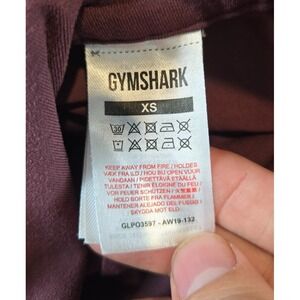 GYMSHARK
XS
30
KEEP AWAY FROM FIRE / HOLDES
VÆK FRA ILD / HOU BIJ OPEN VUUR
VANDAAN / PIDETTÄVÄ ETÄÄLLÄ
TULESTA / TENIR ÉLOIGNÉ DU FEU /
VOR FEUER SCHÜTZEN /
HOLD BORTE FRA FLAMMER /
MANTENER ALEJADO DEL FUEGO /
SKYDDA MOT ELD
GLPO3597 - AW19-132